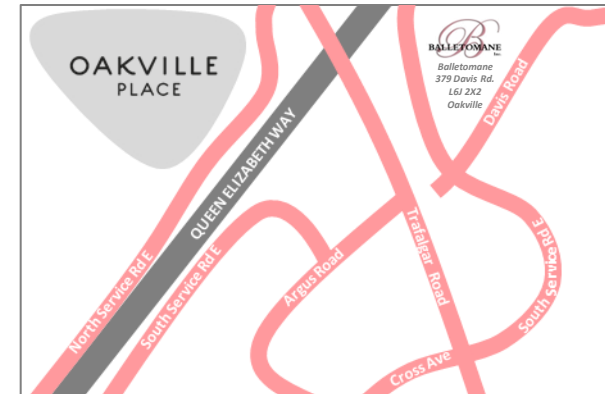 OAKVILLE
PLACE
BALLETOMANE
Inc.
Balletomane
379 Davis Rd.
L6J 2X2
Oakville
Davis Road
QUEEN ELIZABETH WAY
North Service Rd E
South Service Rd E
Argus Road
Trafalgar Road
South Service Rd E
Cross Ave